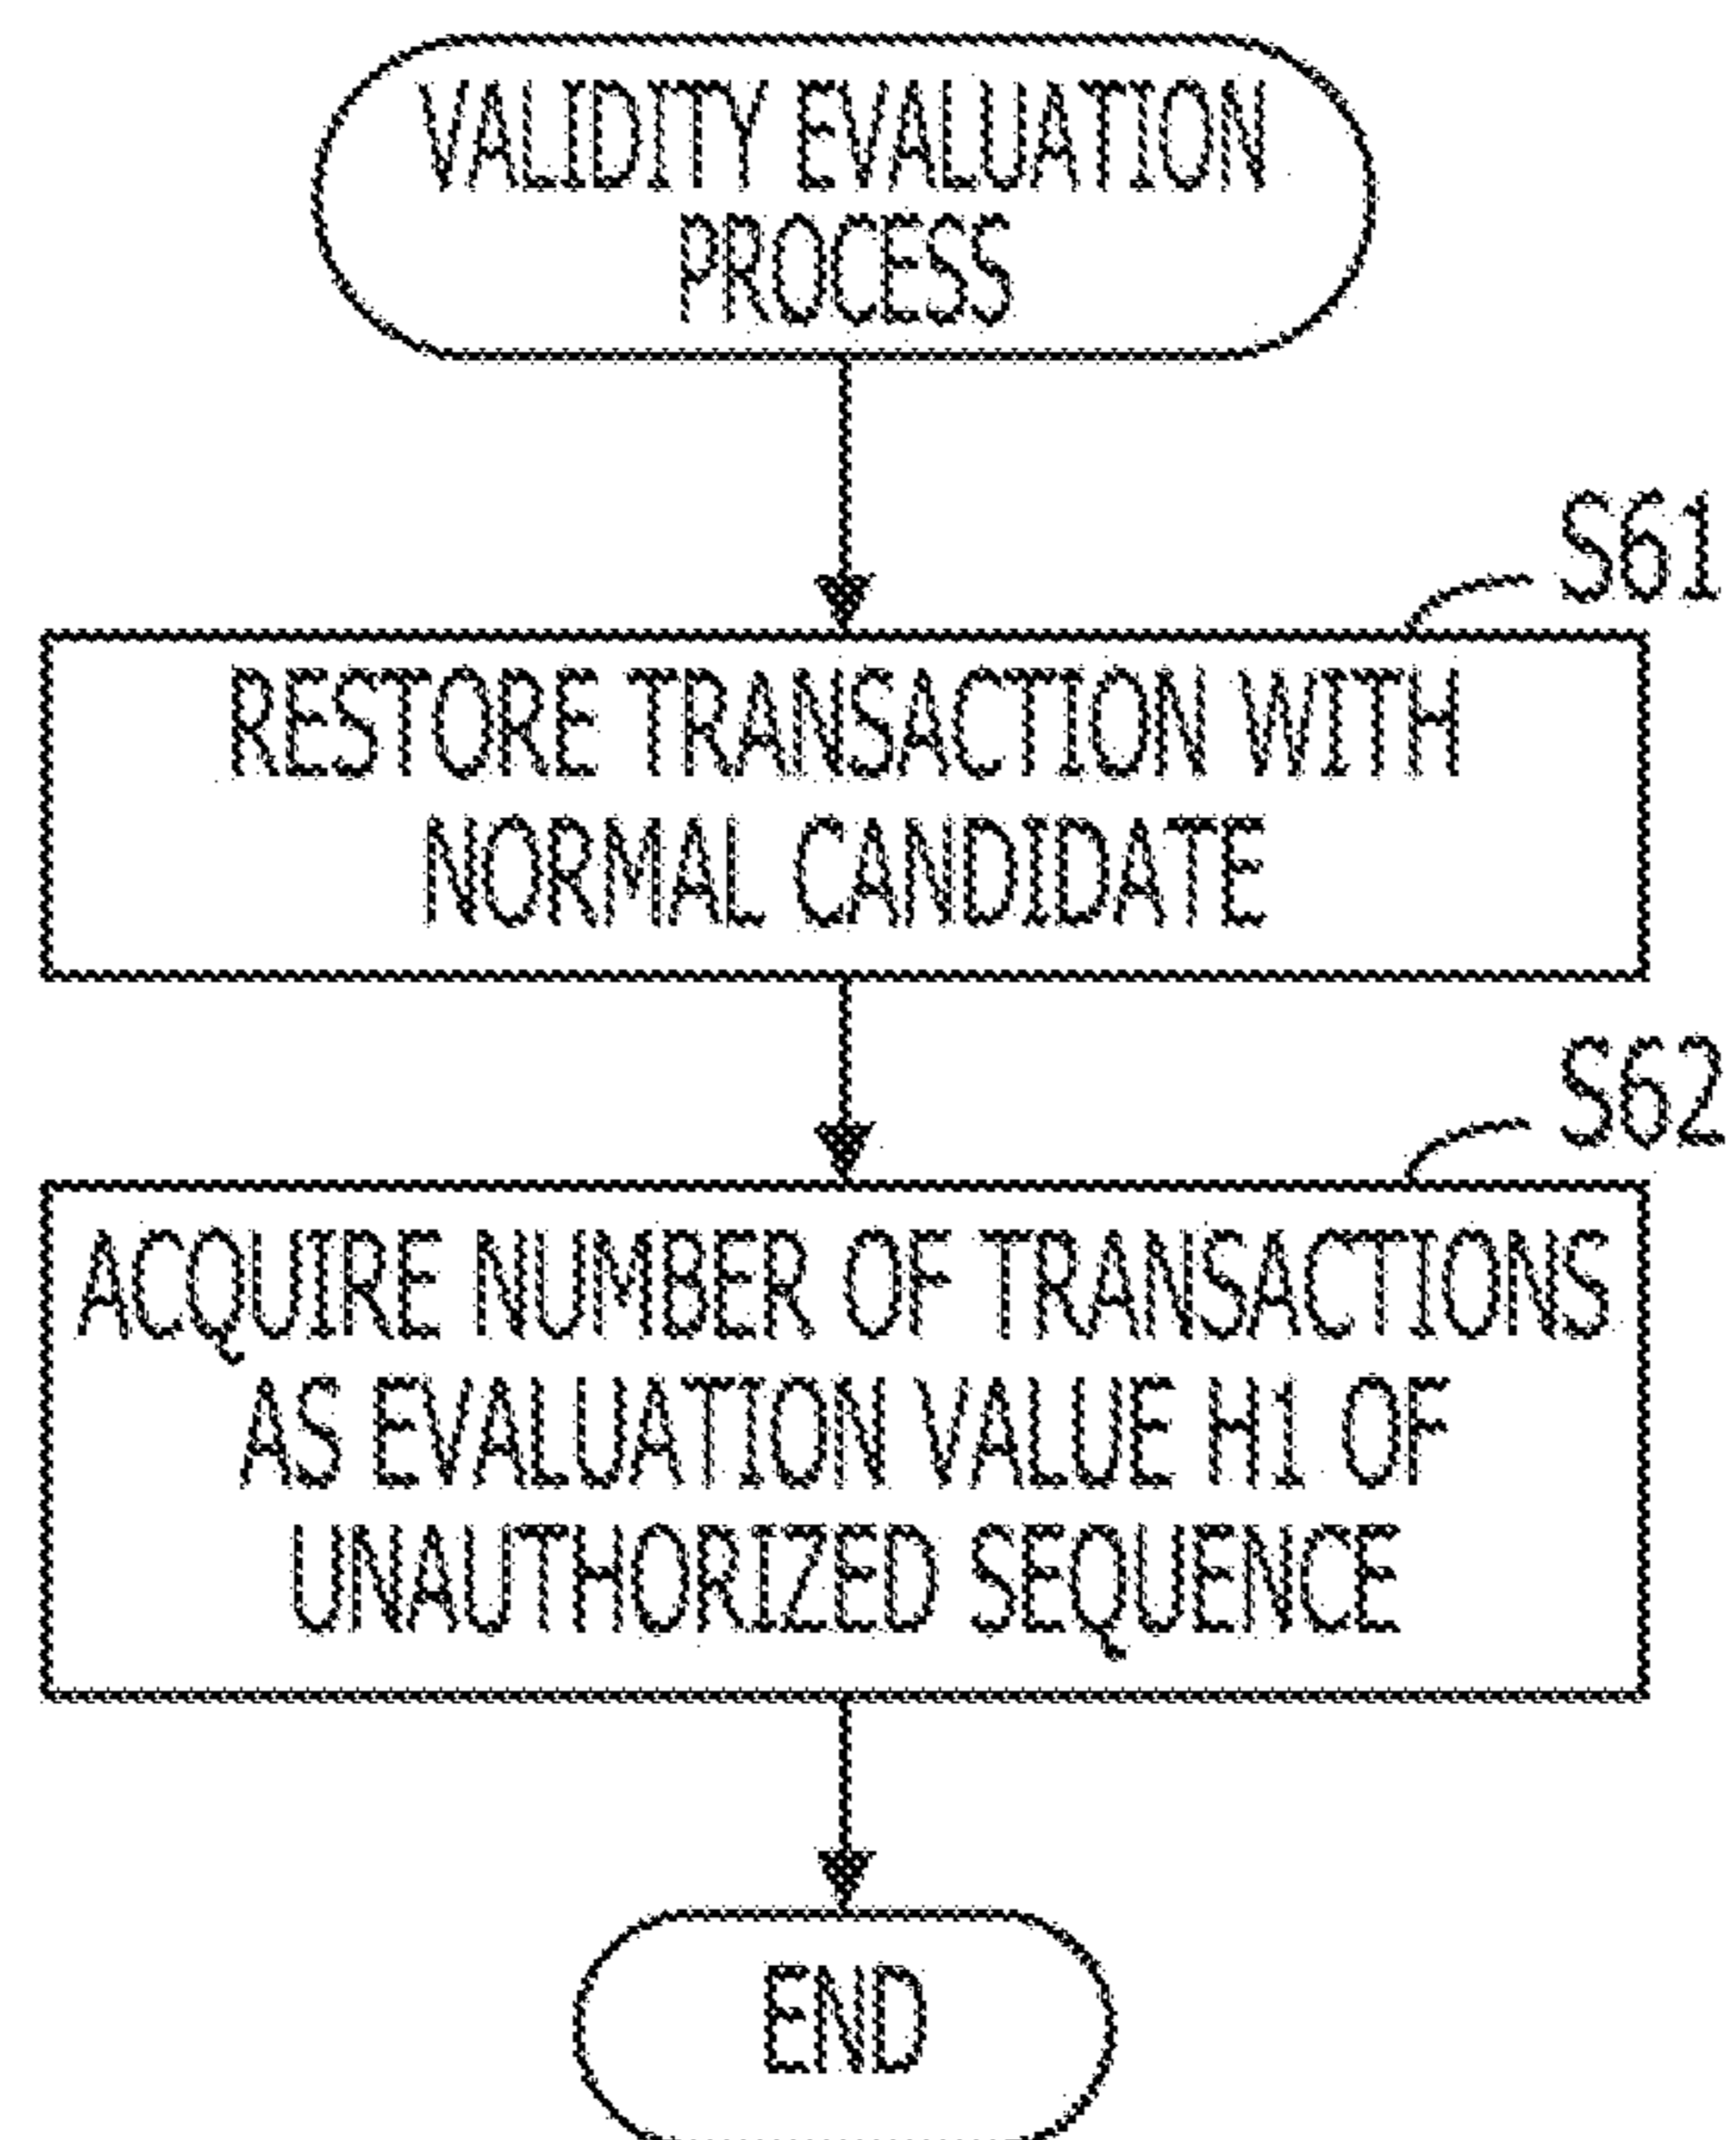 VALIDITY EVALUATION
PROCESS
S61
RESTORE TRANSACTION WITH
NORMAL CANDIDATE
S62
ACQUIRE NUMBER OF TRANSACTIONS
AS EVALUATION VALUE H1 OF
UNAUTHORIZED SEQUENCE
END